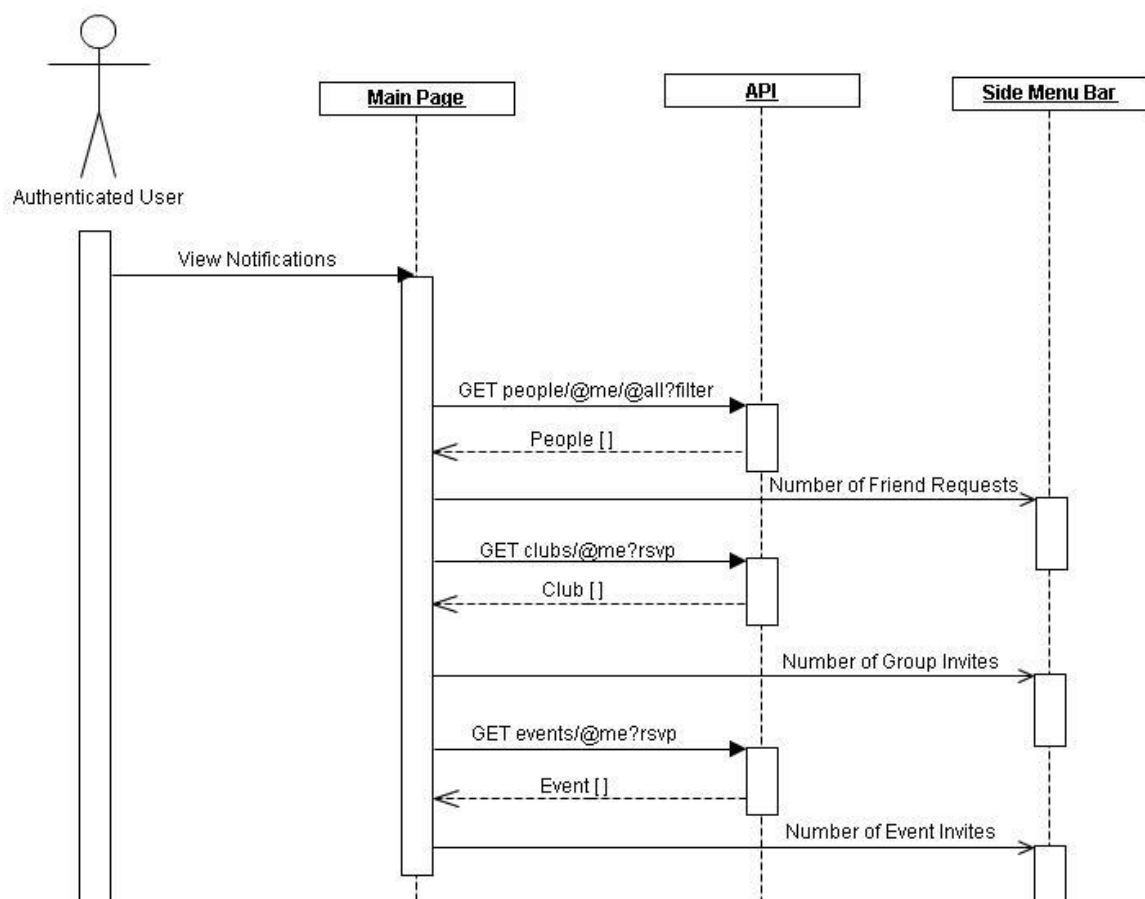 Main Page
API
Side Menu Bar
Authenticated User
View Notifications
GET people/@me/@all?filter
People [ ]
Number of Friend Requests
GET clubs/@me?rsvp
Club [ ]
Number of Group Invites
GET events/@me?rsvp
Event [ ]
Number of Event Invites